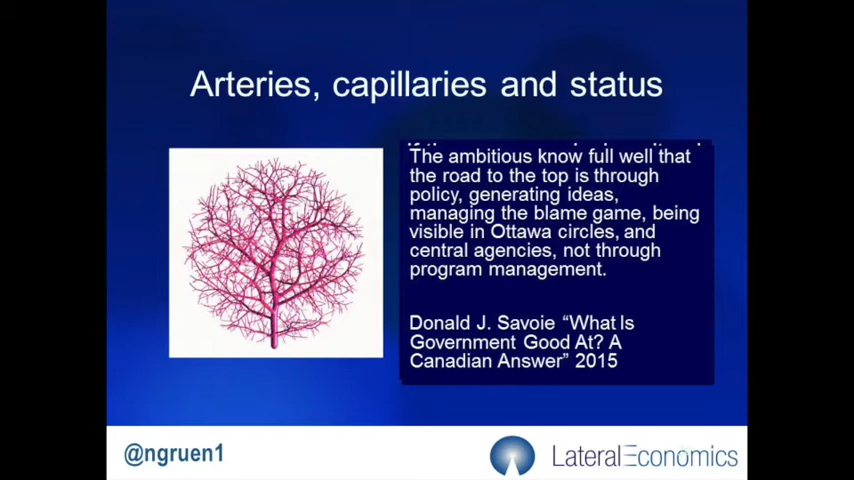 Arteries, capillaries and status
The ambitious know full well that
the road to the top is through
policy, generating ideas,
managing the blame game, being
visible in Ottawa circles, and
central agencies, not through
program management.
Donald J. Savoie “What Is
Government Good At? A
Canadian Answer” 2015
@ngruen1
LateralEconomics